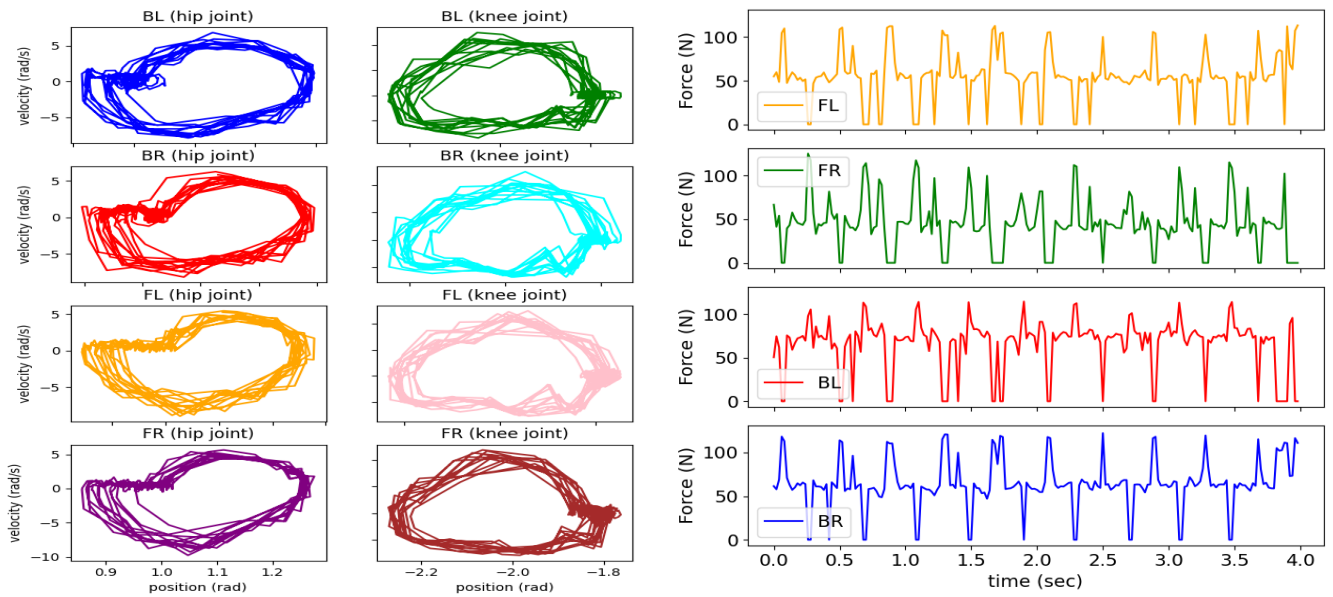 BL (hip joint)
velocity (rad/s)
5
0
−5
BL (knee joint)
BR (hip joint)
velocity (rad/s)
5
0
−5
BR (knee joint)
FL (hip joint)
velocity (rad/s)
5
0
−5
FL (knee joint)
FR (hip joint)
velocity (rad/s)
5
0
−5
−10
0.9 1.0 1.1 1.2
position (rad)
FR (knee joint)
−2.2 −2.0 −1.8
position (rad)
Force (N)
100
50
0
FL
Force (N)
100
50
0
FR
Force (N)
100
50
0
BL
Force (N)
100
50
0
BR
0.0 0.5 1.0 1.5 2.0 2.5 3.0 3.5 4.0
time (sec)